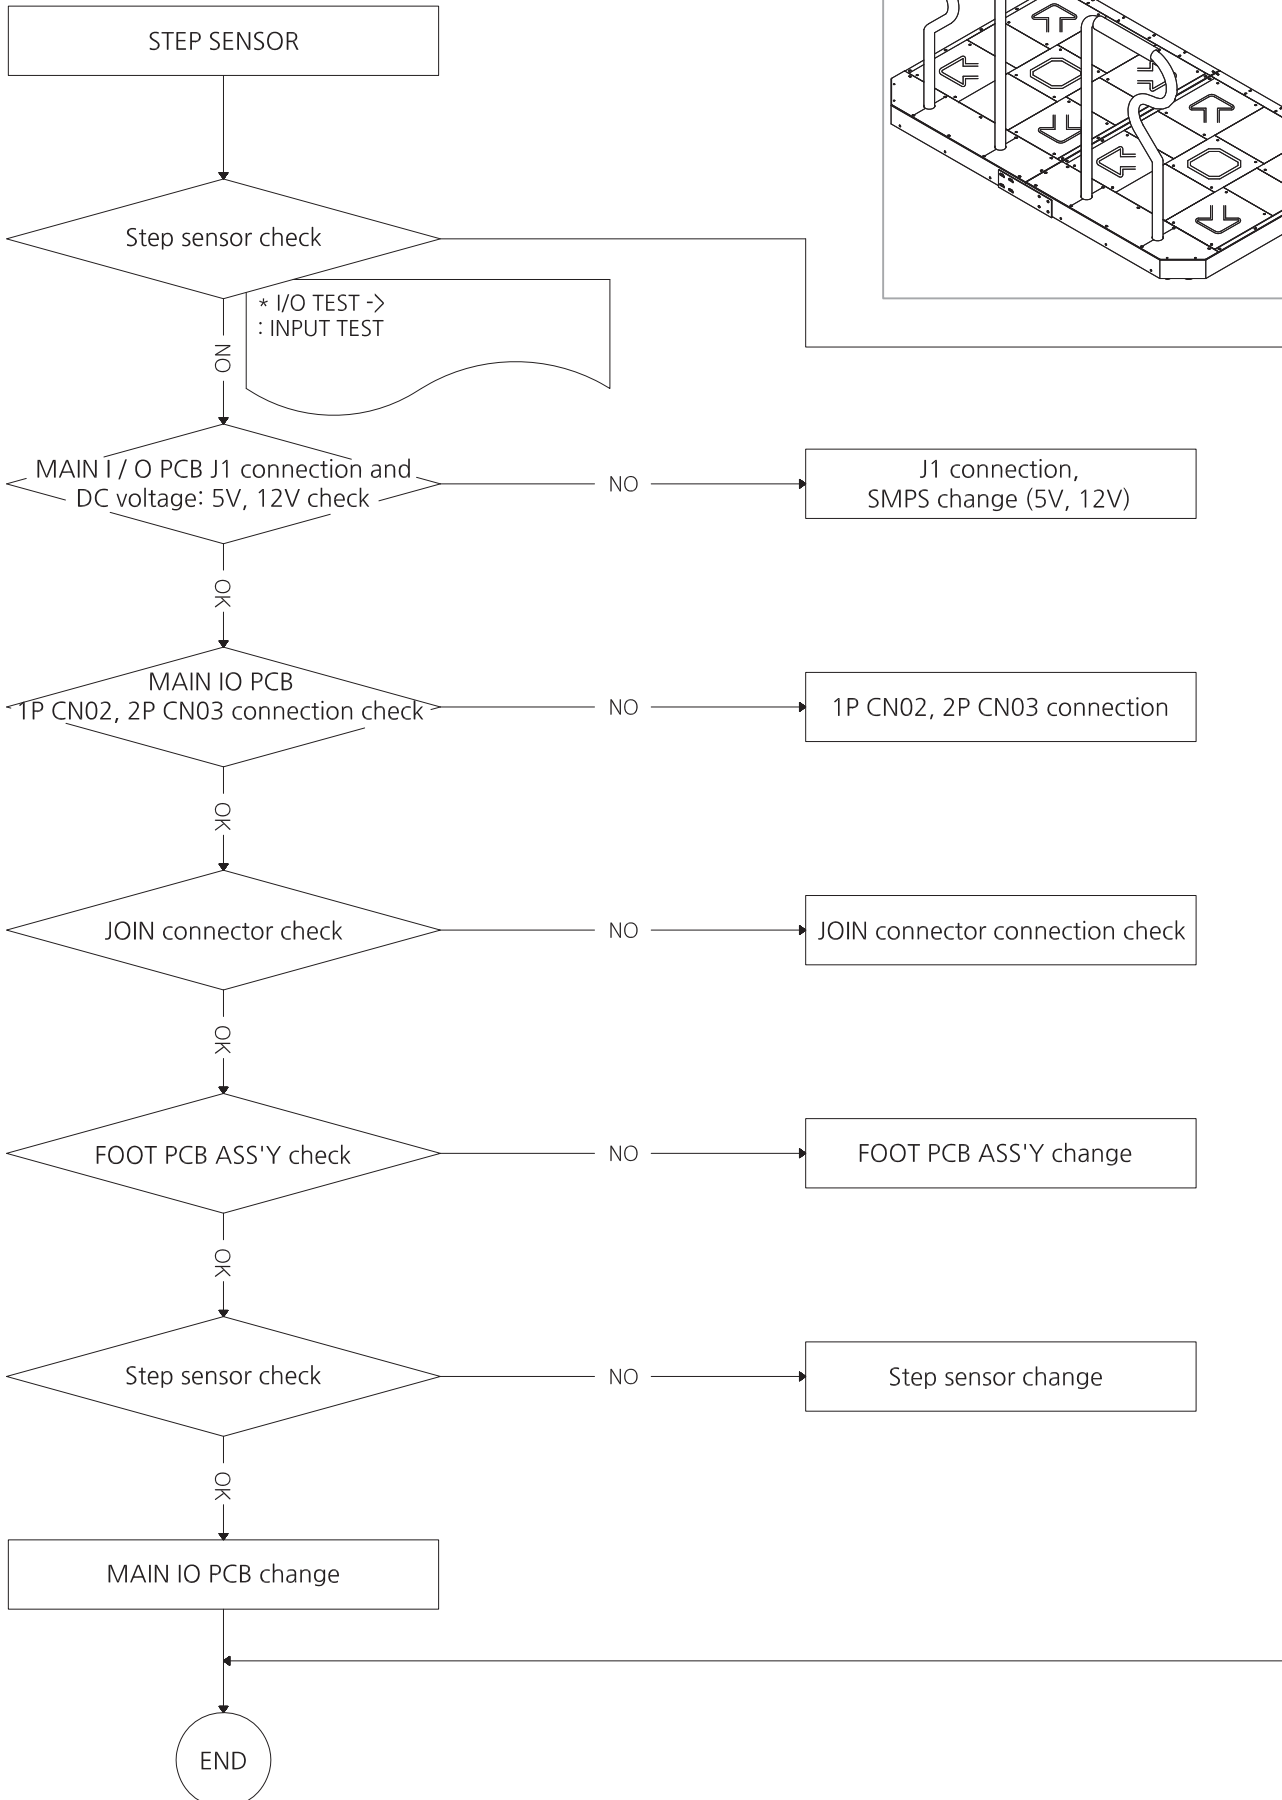 STEP SENSOR
Step sensor check
* I/O TEST ->
: INPUT TEST
NO
MAIN I / O PCB J1 connection and
DC voltage: 5V, 12V check
NO
J1 connection,
SMPS change (5V, 12V)
OK
MAIN IO PCB
1P CN02, 2P CN03 connection check
NO
1P CN02, 2P CN03 connection
OK
JOIN connector check
NO
JOIN connector connection check
OK
FOOT PCB ASS'Y check
NO
FOOT PCB ASS'Y change
OK
Step sensor check
NO
Step sensor change
OK
MAIN IO PCB change
END